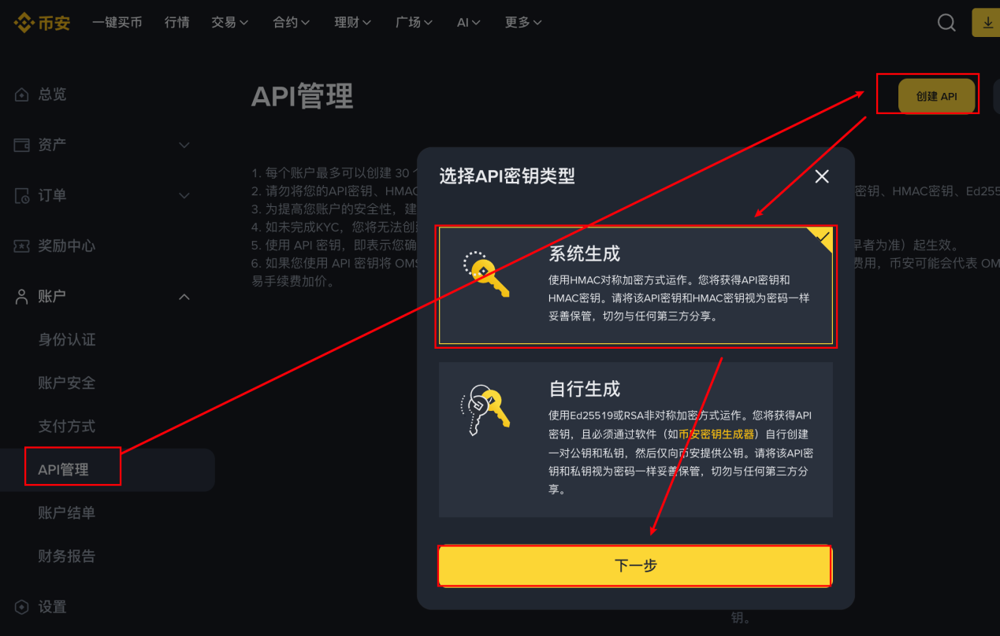 币安 一键买币 行情 交易 合约 理财 广场 AI 更多
总览
资产
订单
奖励中心
账户
身份认证
账户安全
支付方式
API管理
账户结单
财务报告
设置
API管理
创建 API
1. 每个账户最多可以创建 30 个
2. 请勿将您的API密钥、HMAC
密钥、HMAC密钥、Ed255
3. 为提高您账户的安全性，建
4. 如未完成KYC，您将无法创
5. 使用 API 密钥，即表示您确
早者为准）起生效。
6. 如果您使用 API 密钥将 OMS
费用，币安可能会代表 OM
易手续费加价。
选择API密钥类型
系统生成
使用HMAC对称加密方式运作。您将获得API密钥和
HMAC密钥。请将该API密钥和HMAC密钥视为密码一样
妥善保管，切勿与任何第三方分享。
自行生成
使用Ed25519或RSA非对称加密方式运作。您将获得API
密钥，且必须通过软件（如币安密钥生成器）自行创建
一对公钥和私钥，然后仅向币安提供公钥。请将该API密
钥和私钥视为密码一样妥善保管，切勿与任何第三方分
享。
下一步
钥。